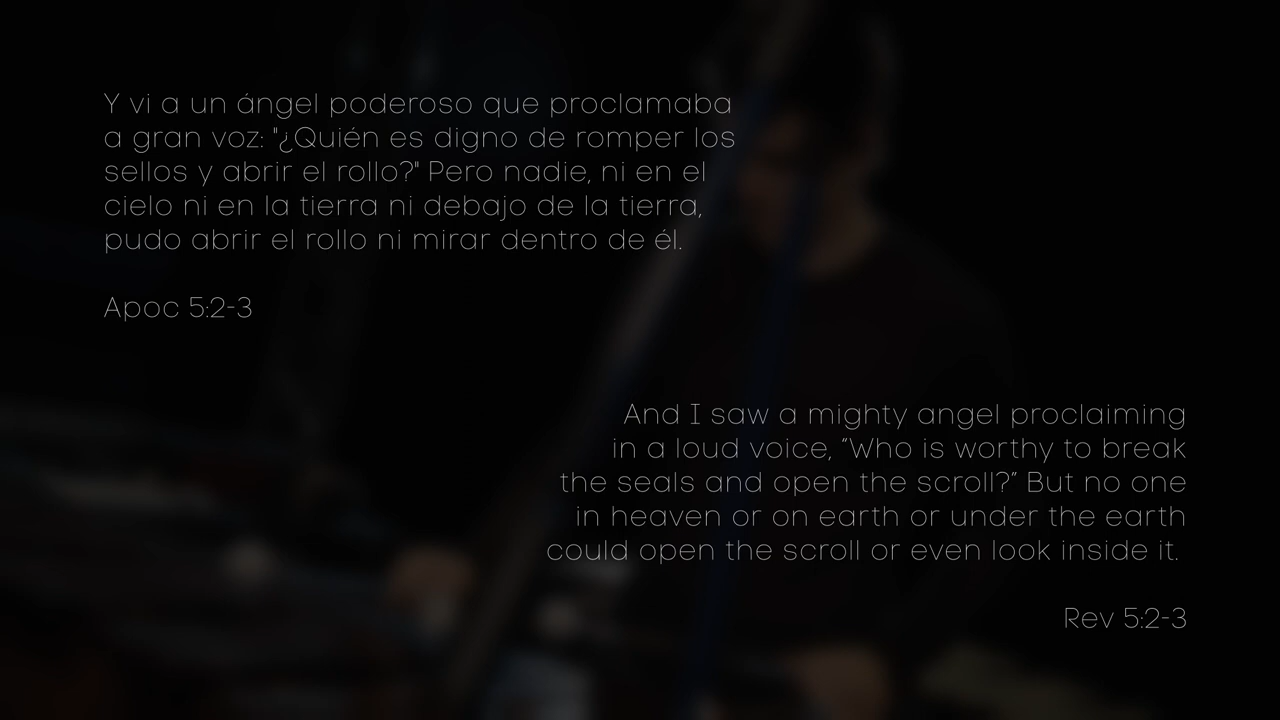 Y vi a un ángel poderoso que proclamaba
a gran voz: "¿Quién es digno de romper los
sellos y abrir el rollo?" Pero nadie, ni en el
cielo ni en la tierra ni debajo de la tierra,
pudo abrir el rollo ni mirar dentro de él.
Apoc 5:2-3
And I saw a mighty angel proclaiming
in a loud voice, “Who is worthy to break
the seals and open the scroll?” But no one
in heaven or on earth or under the earth
could open the scroll or even look inside it.
Rev 5:2-3